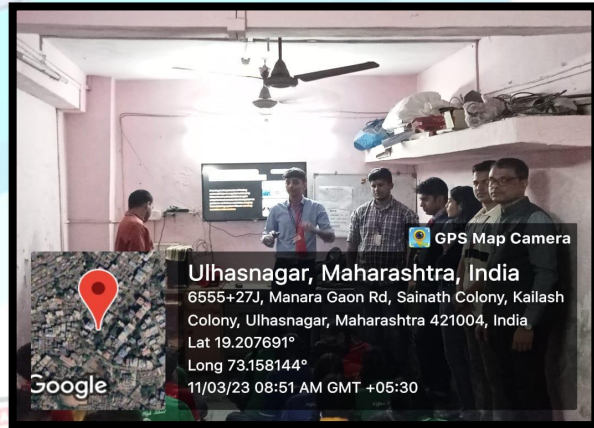 GPS Map Camera
Ulhasnagar, Maharashtra, India
6555+27J, Manara Gaon Rd, Sainath Colony, Kailash
Colony, Ulhasnagar, Maharashtra 421004, India
Lat 19.207691°
Long 73.158144°
11/03/23 08:51 AM GMT +05:30
Google